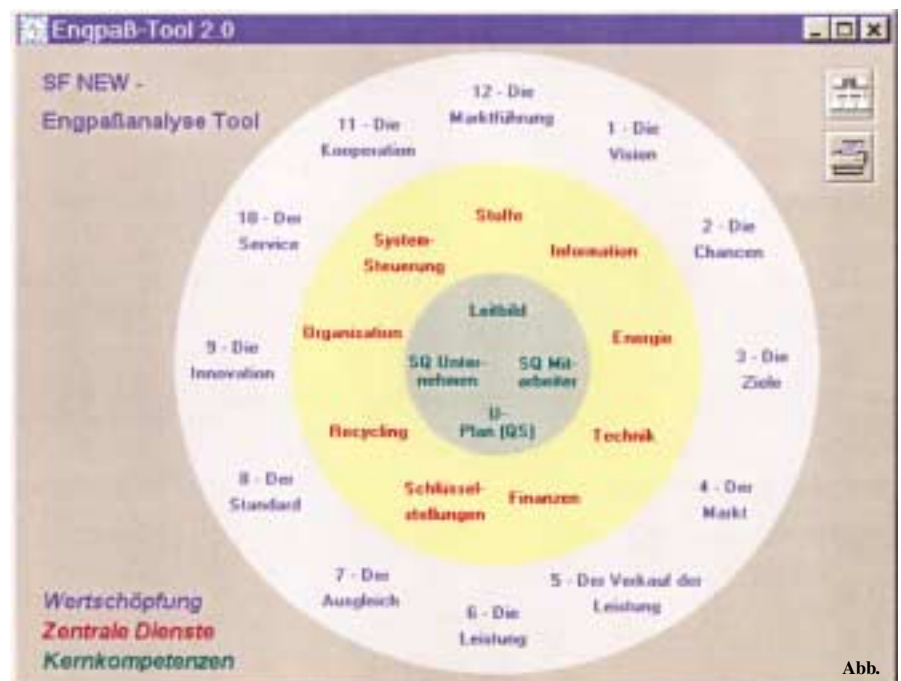 Engpaß-Tool 2.0
SF NEW -
Engpaßanalyse Tool
12 - Die
Marktführung
1 - Die
Vision
2 - Die
Chancen
3 - Die
Ziele
4 - Der
Markt
5 - Der Verkauf der
Leistung
6 - Die
Leistung
7 - Der
Ausgleich
8 - Der
Standard
9 - Die
Innovation
10 - Der
Service
11 - Die
Kooperation
Stoffe
Information
Energie
Technik
Finanzen
Schlüssel-
stellungen
Recycling
Organisation
System-
Steuerung
Leitbild
SQ Unter-
nehmen
SQ Mit-
arbeiter
U-
Plan (QS)
Wertschöpfung
Zentrale Dienste
Kernkompetenzen
Abb.